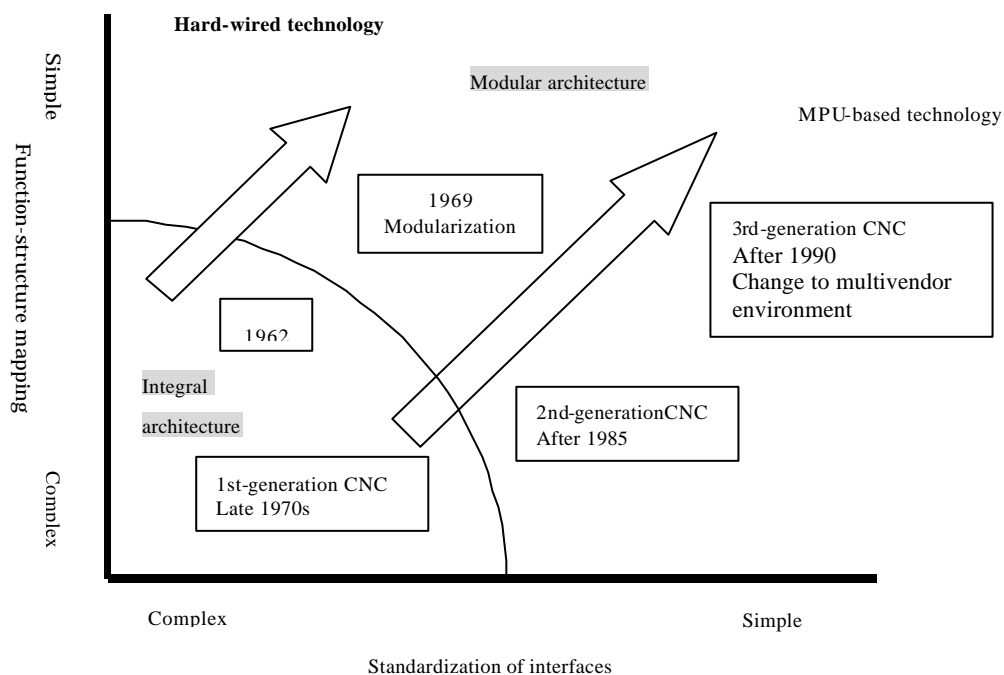 Hard-wired technology
Modular architecture
MPU-based technology
Simple
Function-structure mapping
Complex
1969
Modularization
3rd-generation CNC
After 1990
Change to multivendor
environment
1962
Integral
architecture
2nd-generationCNC
After 1985
1st-generation CNC
Late 1970s
Complex
Simple
Standardization of interfaces